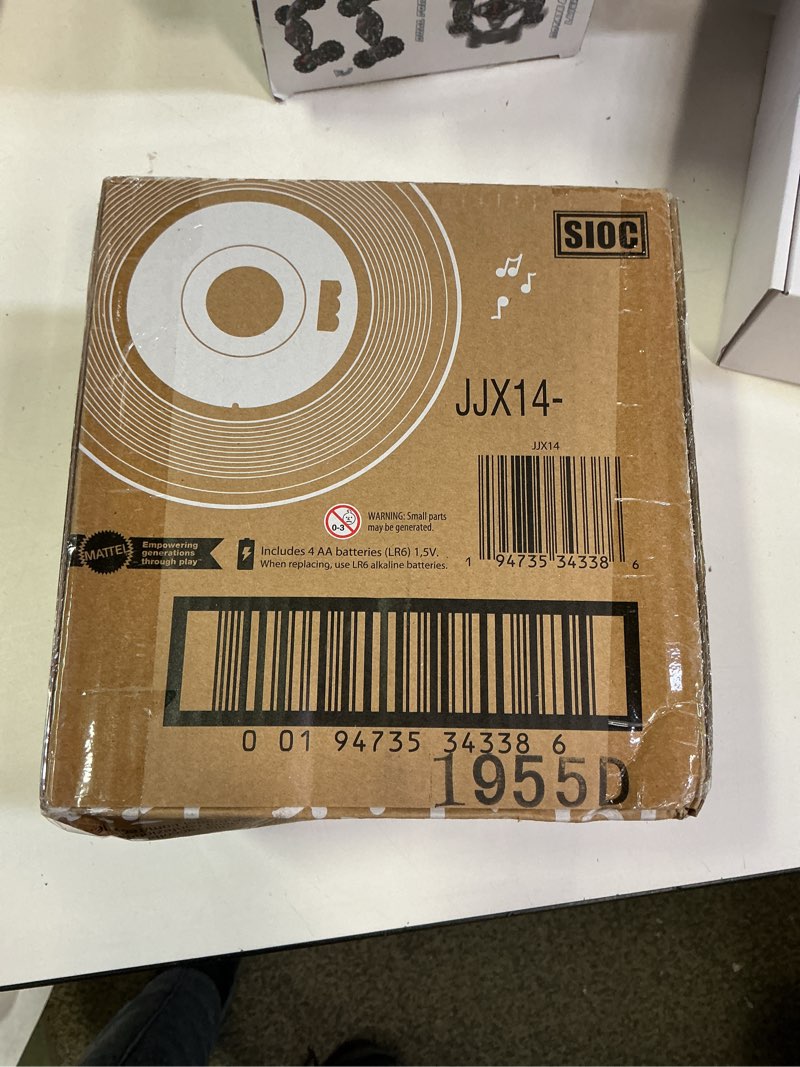 SIOC
B
JJX14-
JJX14
1 94735 34338 6
0-3
WARNING: Small parts
may be generated.
MATTEL
Empowering
generations
through play™
Includes 4 AA batteries (LR6) 1,5V.
When replacing, use LR6 alkaline batteries.
0 01 94735 34338 6
1955D